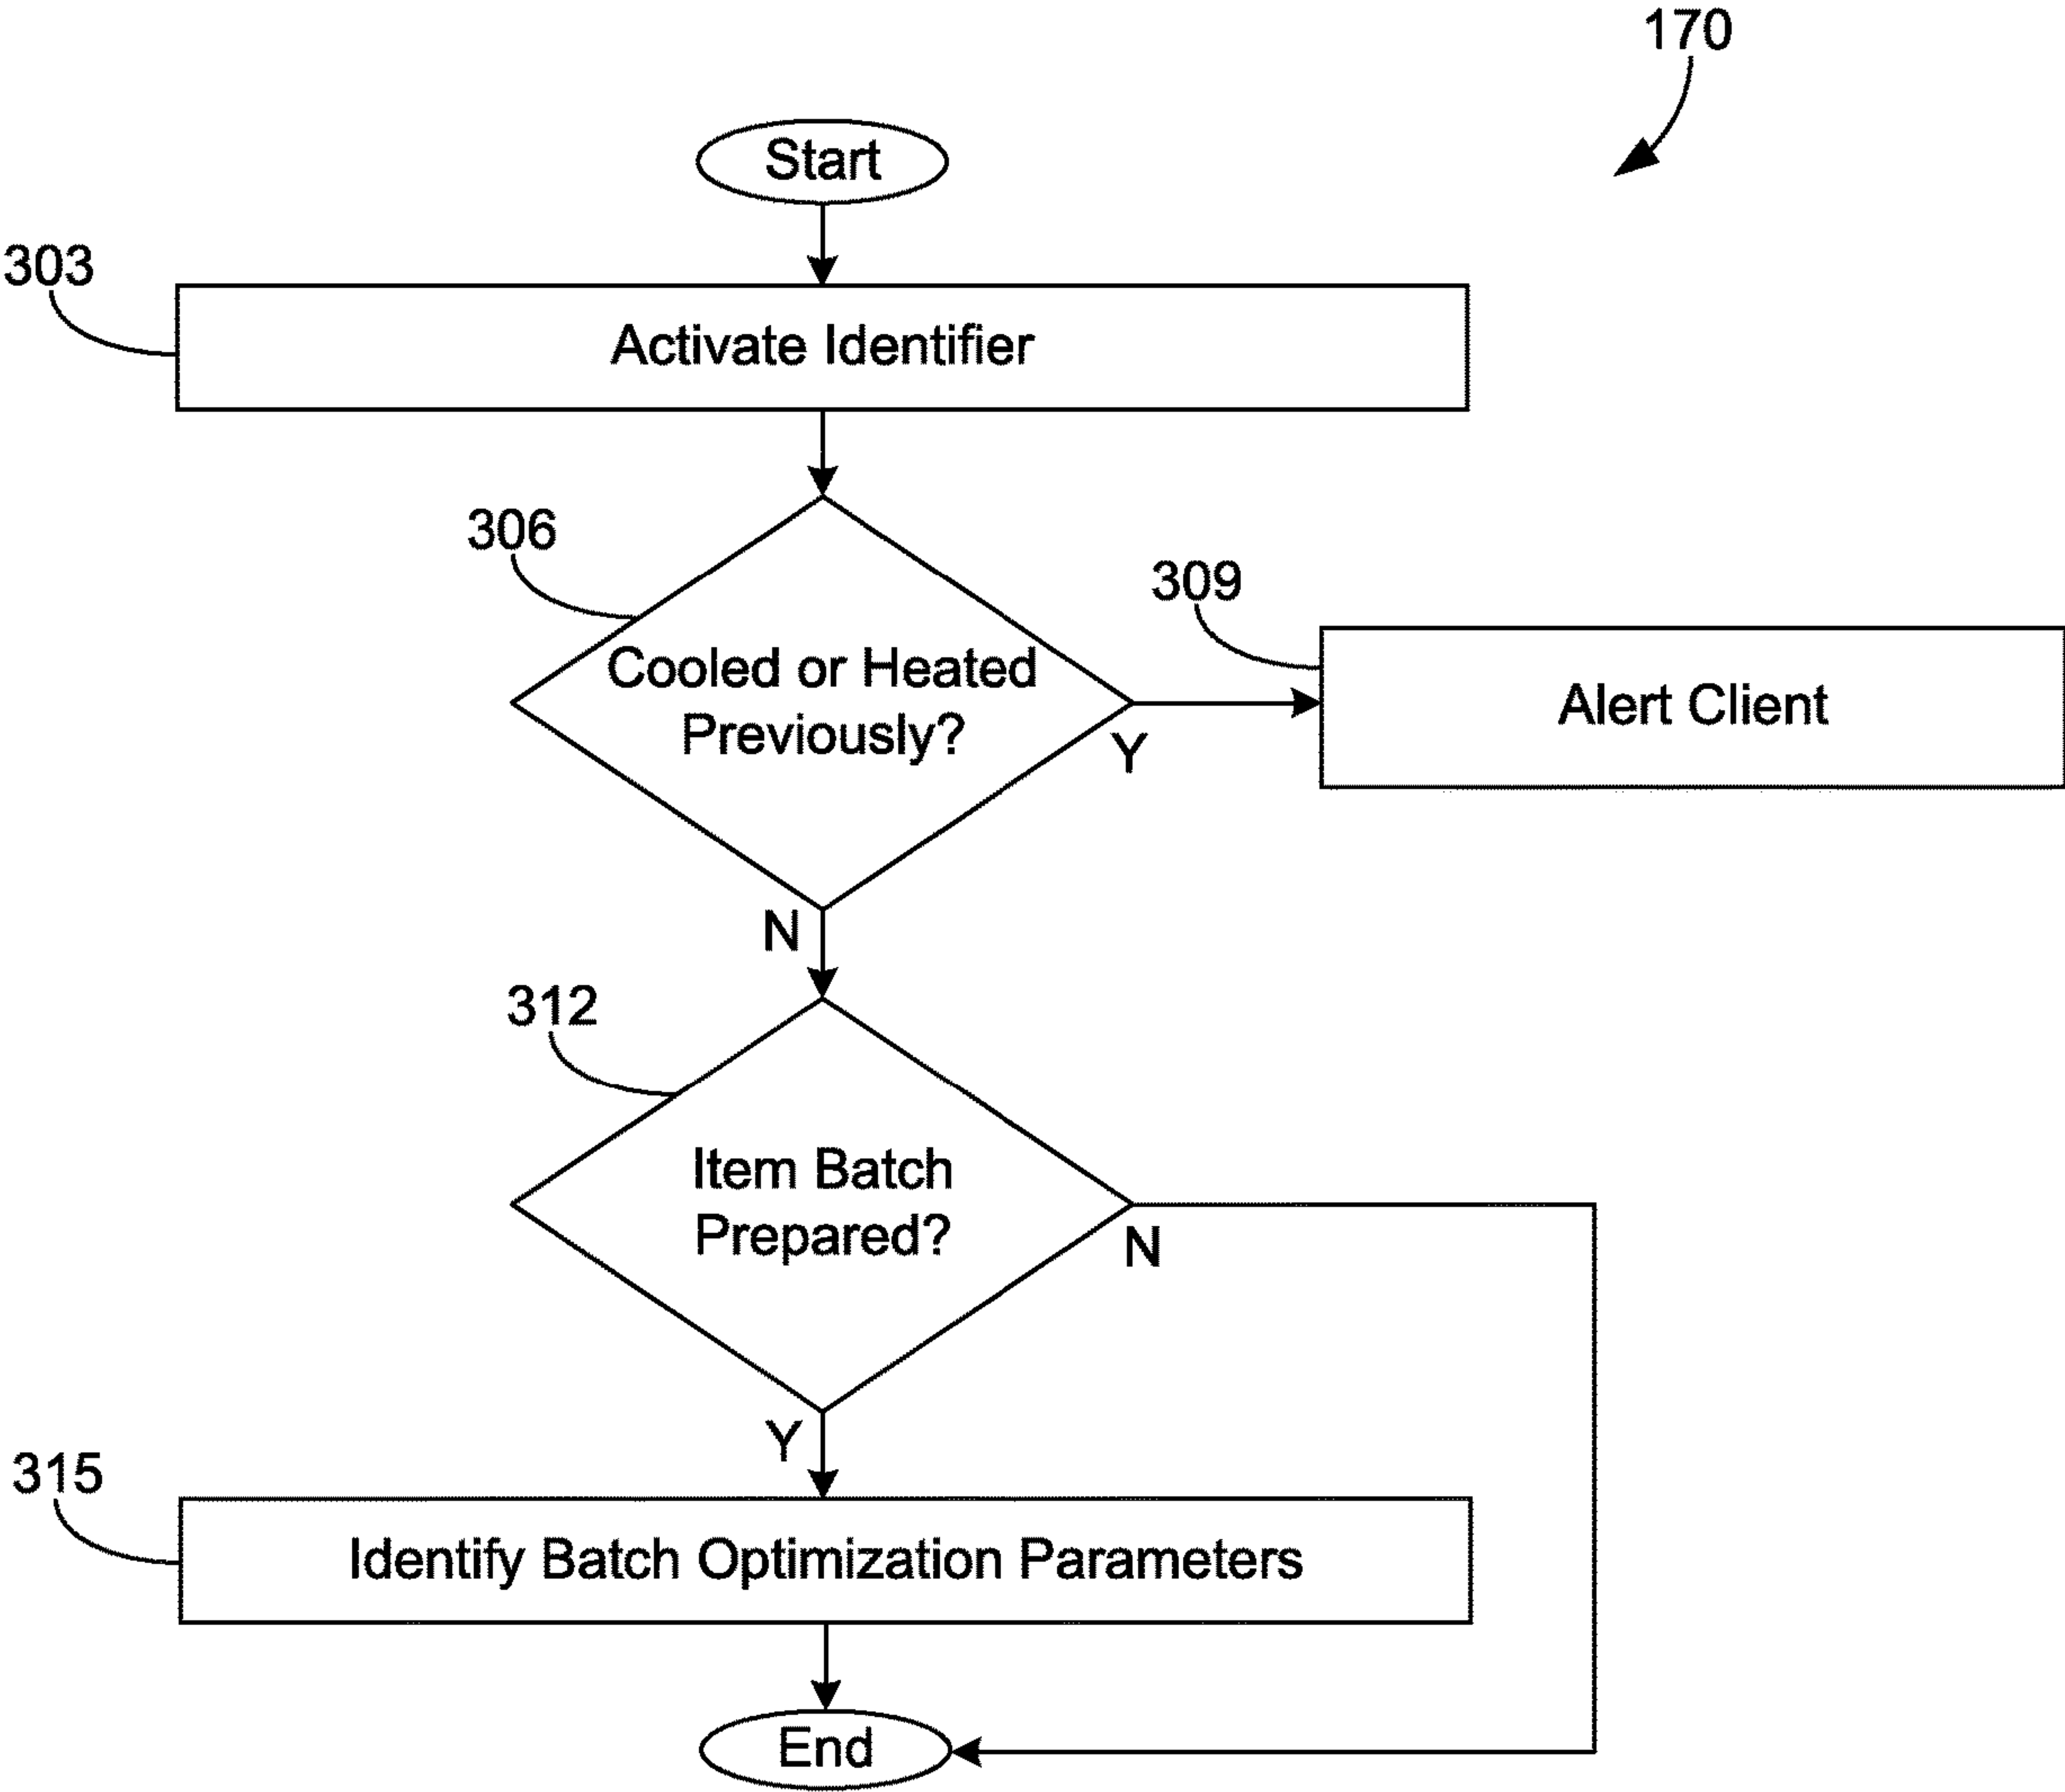 170
Start
303
Activate Identifier
306
309
Cooled or Heated
Previously?
Alert Client
Y
N
312
Item Batch
Prepared?
N
Y
315
Identify Batch Optimization Parameters
End